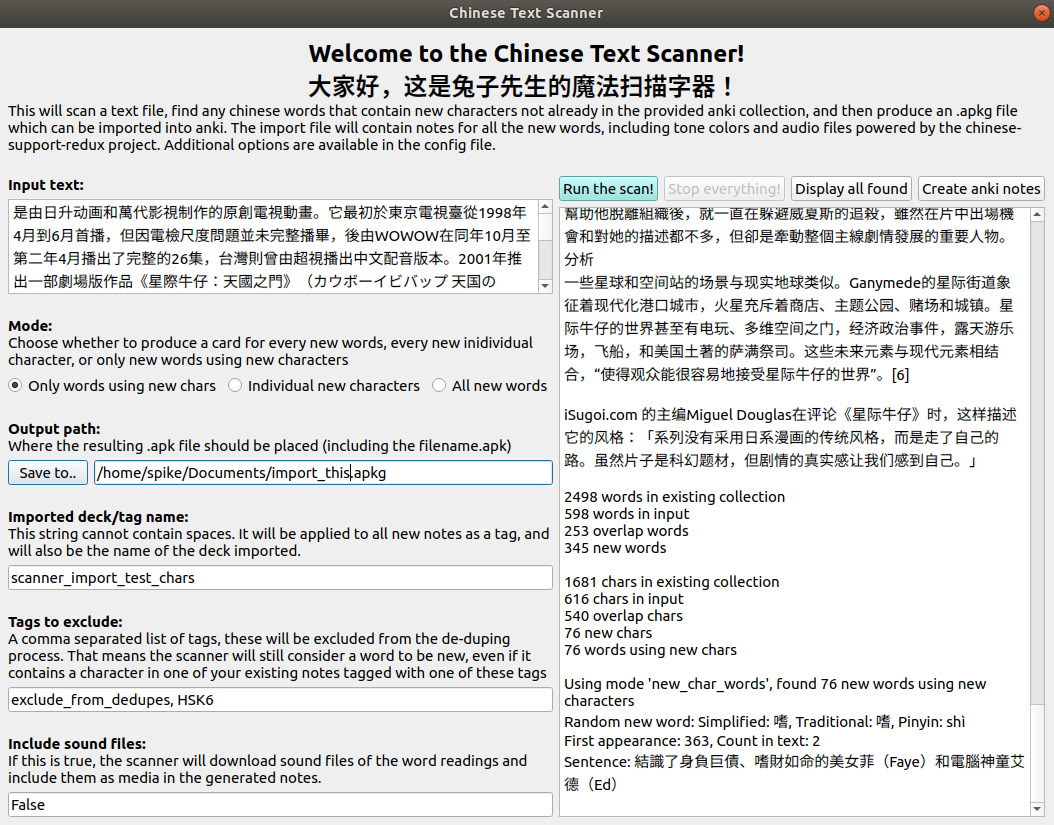 Chinese Text Scanner
Welcome to the Chinese Text Scanner!
大家好，这是兔子先生的魔法扫描字器！
This will scan a text file, find any chinese words that contain new characters not already in the provided anki collection, and then produce an .apkg file
which can be imported into anki. The import file will contain notes for all the new words, including tone colors and audio files powered by the chinese-
support-redux project. Additional options are available in the config file.
Input text:
是由日升动画和萬代影視制作的原創電視動畫。它最初於東京電視臺從1998年
4月到6月首播，但因電檢尺度問題並未完整播畢，後由WOWOW在同年10月至
第二年4月播出了完整的26集，台灣則曾由超視播出中文配音版本。2001年推
出一部劇場版作品《星際牛仔：天國之門》（カウボーイビバップ 天国の
Mode:
Choose whether to produce a card for every new words, every new inidividual
character, or only new words using new characters
Only words using new chars Individual new characters All new words
Output path:
Where the resulting .apk file should be placed (including the filename.apk)
Save to.. /home/spike/Documents/import_this.apkg
Imported deck/tag name:
This string cannot contain spaces. It will be applied to all new notes as a tag, and
will also be the name of the deck imported.
scanner_import_test_chars
Tags to exclude:
A comma separated list of tags, these will be excluded from the de-duping
process. That means the scanner will still consider a word to be new, even if it
contains a character in one of your existing notes tagged with one of these tags
exclude_from_dedupes, HSK6
Include sound files:
If this is true, the scanner will download sound files of the word readings and
include them as media in the generated notes.
False
Run the scan! Stop everything! Display all found Create anki notes
幫助他脫離組織後，就一直在躲避威夏斯的追殺，雖然在片中出場機
會和對她的描述都不多，但卻是牽動整個主線劇情發展的重要人物。
分析
一些星球和空间站的场景与现实地球类似。Ganymede的星际街道象
征着现代化港口城市，火星充斥着商店、主题公园、赌场和城镇。星
际牛仔的世界甚至有电玩、多维空间之门，经济政治事件，露天游乐
场，飞船，和美国土著的萨满祭司。这些未来元素与现代元素相结
合，“使得观众能很容易地接受星际牛仔的世界”。[6]
iSugoi.com 的主编Miguel Douglas在评论《星际牛仔》时，这样描述
它的风格：「系列没有采用日系漫画的传统风格，而是走了自己的
路。虽然片子是科幻题材，但剧情的真实感让我们感到自己。」
2498 words in existing collection
598 words in input
253 overlap words
345 new words
1681 chars in existing collection
616 chars in input
540 overlap chars
76 new chars
76 words using new chars
Using mode 'new_char_words', found 76 new words using new
characters
Random new word: Simplified: 嗜, Traditional: 嗜, Pinyin: shì
First appearance: 363, Count in text: 2
Sentence: 結識了身負巨債、嗜財如命的美女菲（Faye）和電腦神童艾
德（Ed）